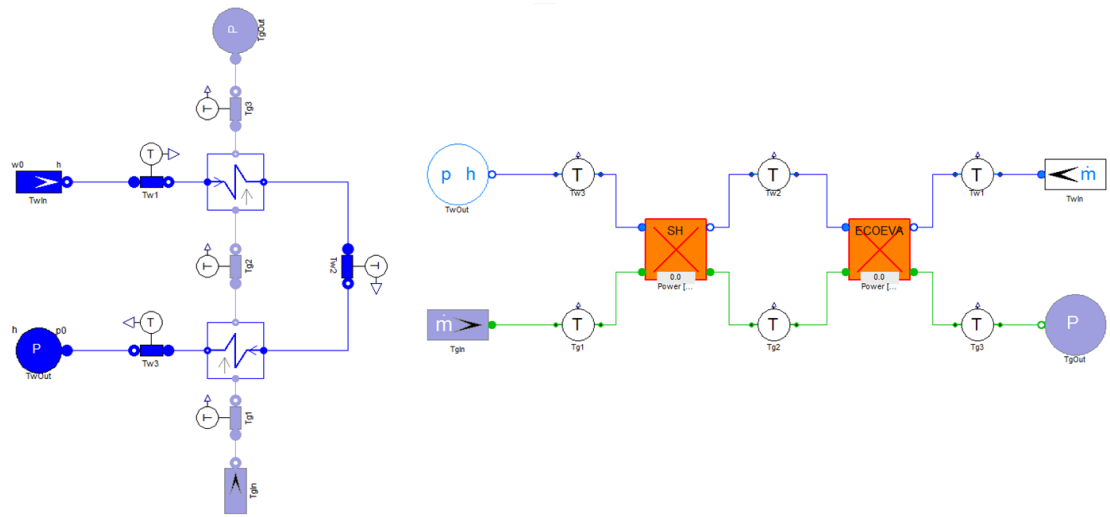 P
TgOut
T
Tg3
w0 h
TwIn
T
Tw1
T
Tg2
Tw2
T
h p0
P
TwOut
T
Tw3
T
Tg1
TgIn
p h
TwOut
T
Tw3
T
Tw2
T
Tw1
ṁ
TwIn
SH
0.0
Power [...
ECOEVA
0.0
Power [...
ṁ
TgIn
T
Tg1
T
Tg2
T
Tg3
P
TgOut